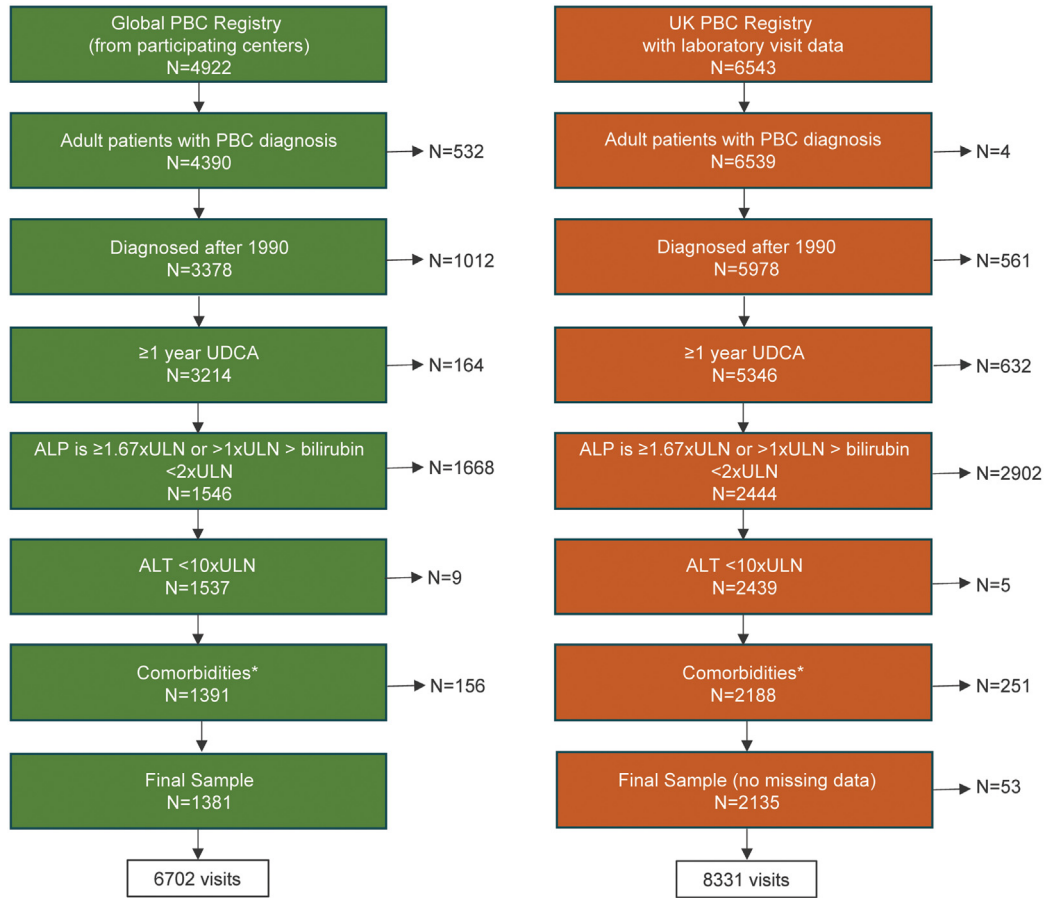 Global PBC Registry
(from participating centers)
N=4922
Adult patients with PBC diagnosis
N=4390
N=532
Diagnosed after 1990
N=3378
N=1012
≥1 year UDCA
N=3214
N=164
ALP is ≥1.67xULN or >1xULN > bilirubin
<2xULN
N=1546
N=1668
ALT <10xULN
N=1537
N=9
Comorbidities*
N=1391
N=156
Final Sample
N=1381
6702 visits
UK PBC Registry
with laboratory visit data
N=6543
Adult patients with PBC diagnosis
N=6539
N=4
Diagnosed after 1990
N=5978
N=561
≥1 year UDCA
N=5346
N=632
ALP is ≥1.67xULN or >1xULN > bilirubin
<2xULN
N=2444
N=2902
ALT <10xULN
N=2439
N=5
Comorbidities*
N=2188
N=251
Final Sample (no missing data)
N=2135
N=53
8331 visits